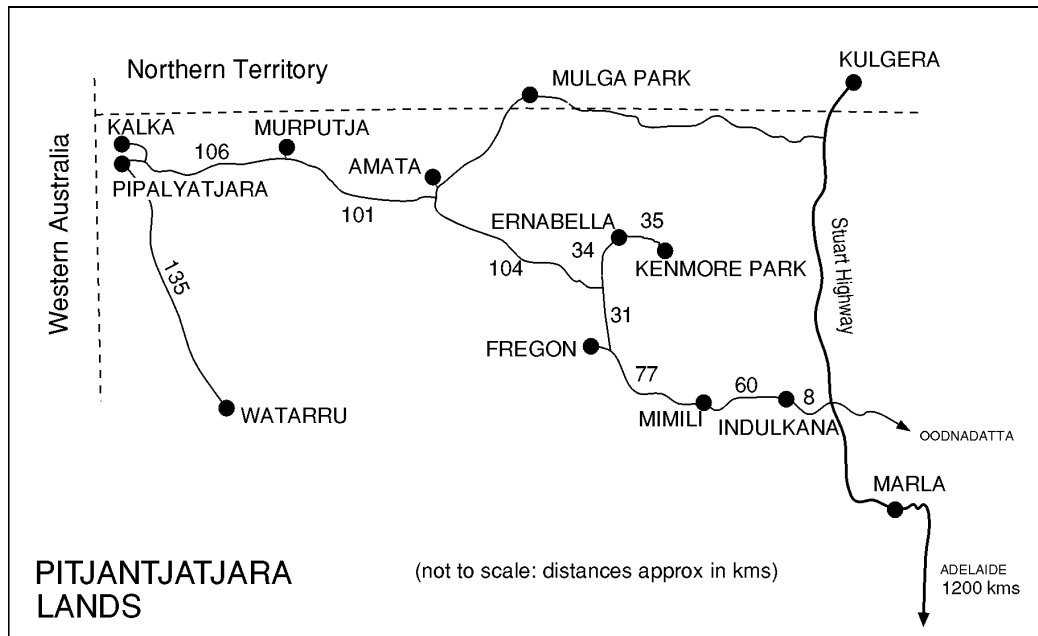 Northern Territory
KULGERA
MULGA PARK
KALKA
MURPUTJA
106
AMATA
PIPALYATJARA
Western Australia
101
ERNABELLA
35
34
KENMORE PARK
104
135
Stuart Highway
31
FREGON
77
60
8
WATARRU
MIMILI
INDULKANA
OODNADATTA
MARLA
PITJANTJATJARA
LANDS
(not to scale: distances approx in kms)
ADELAIDE
1200 kms